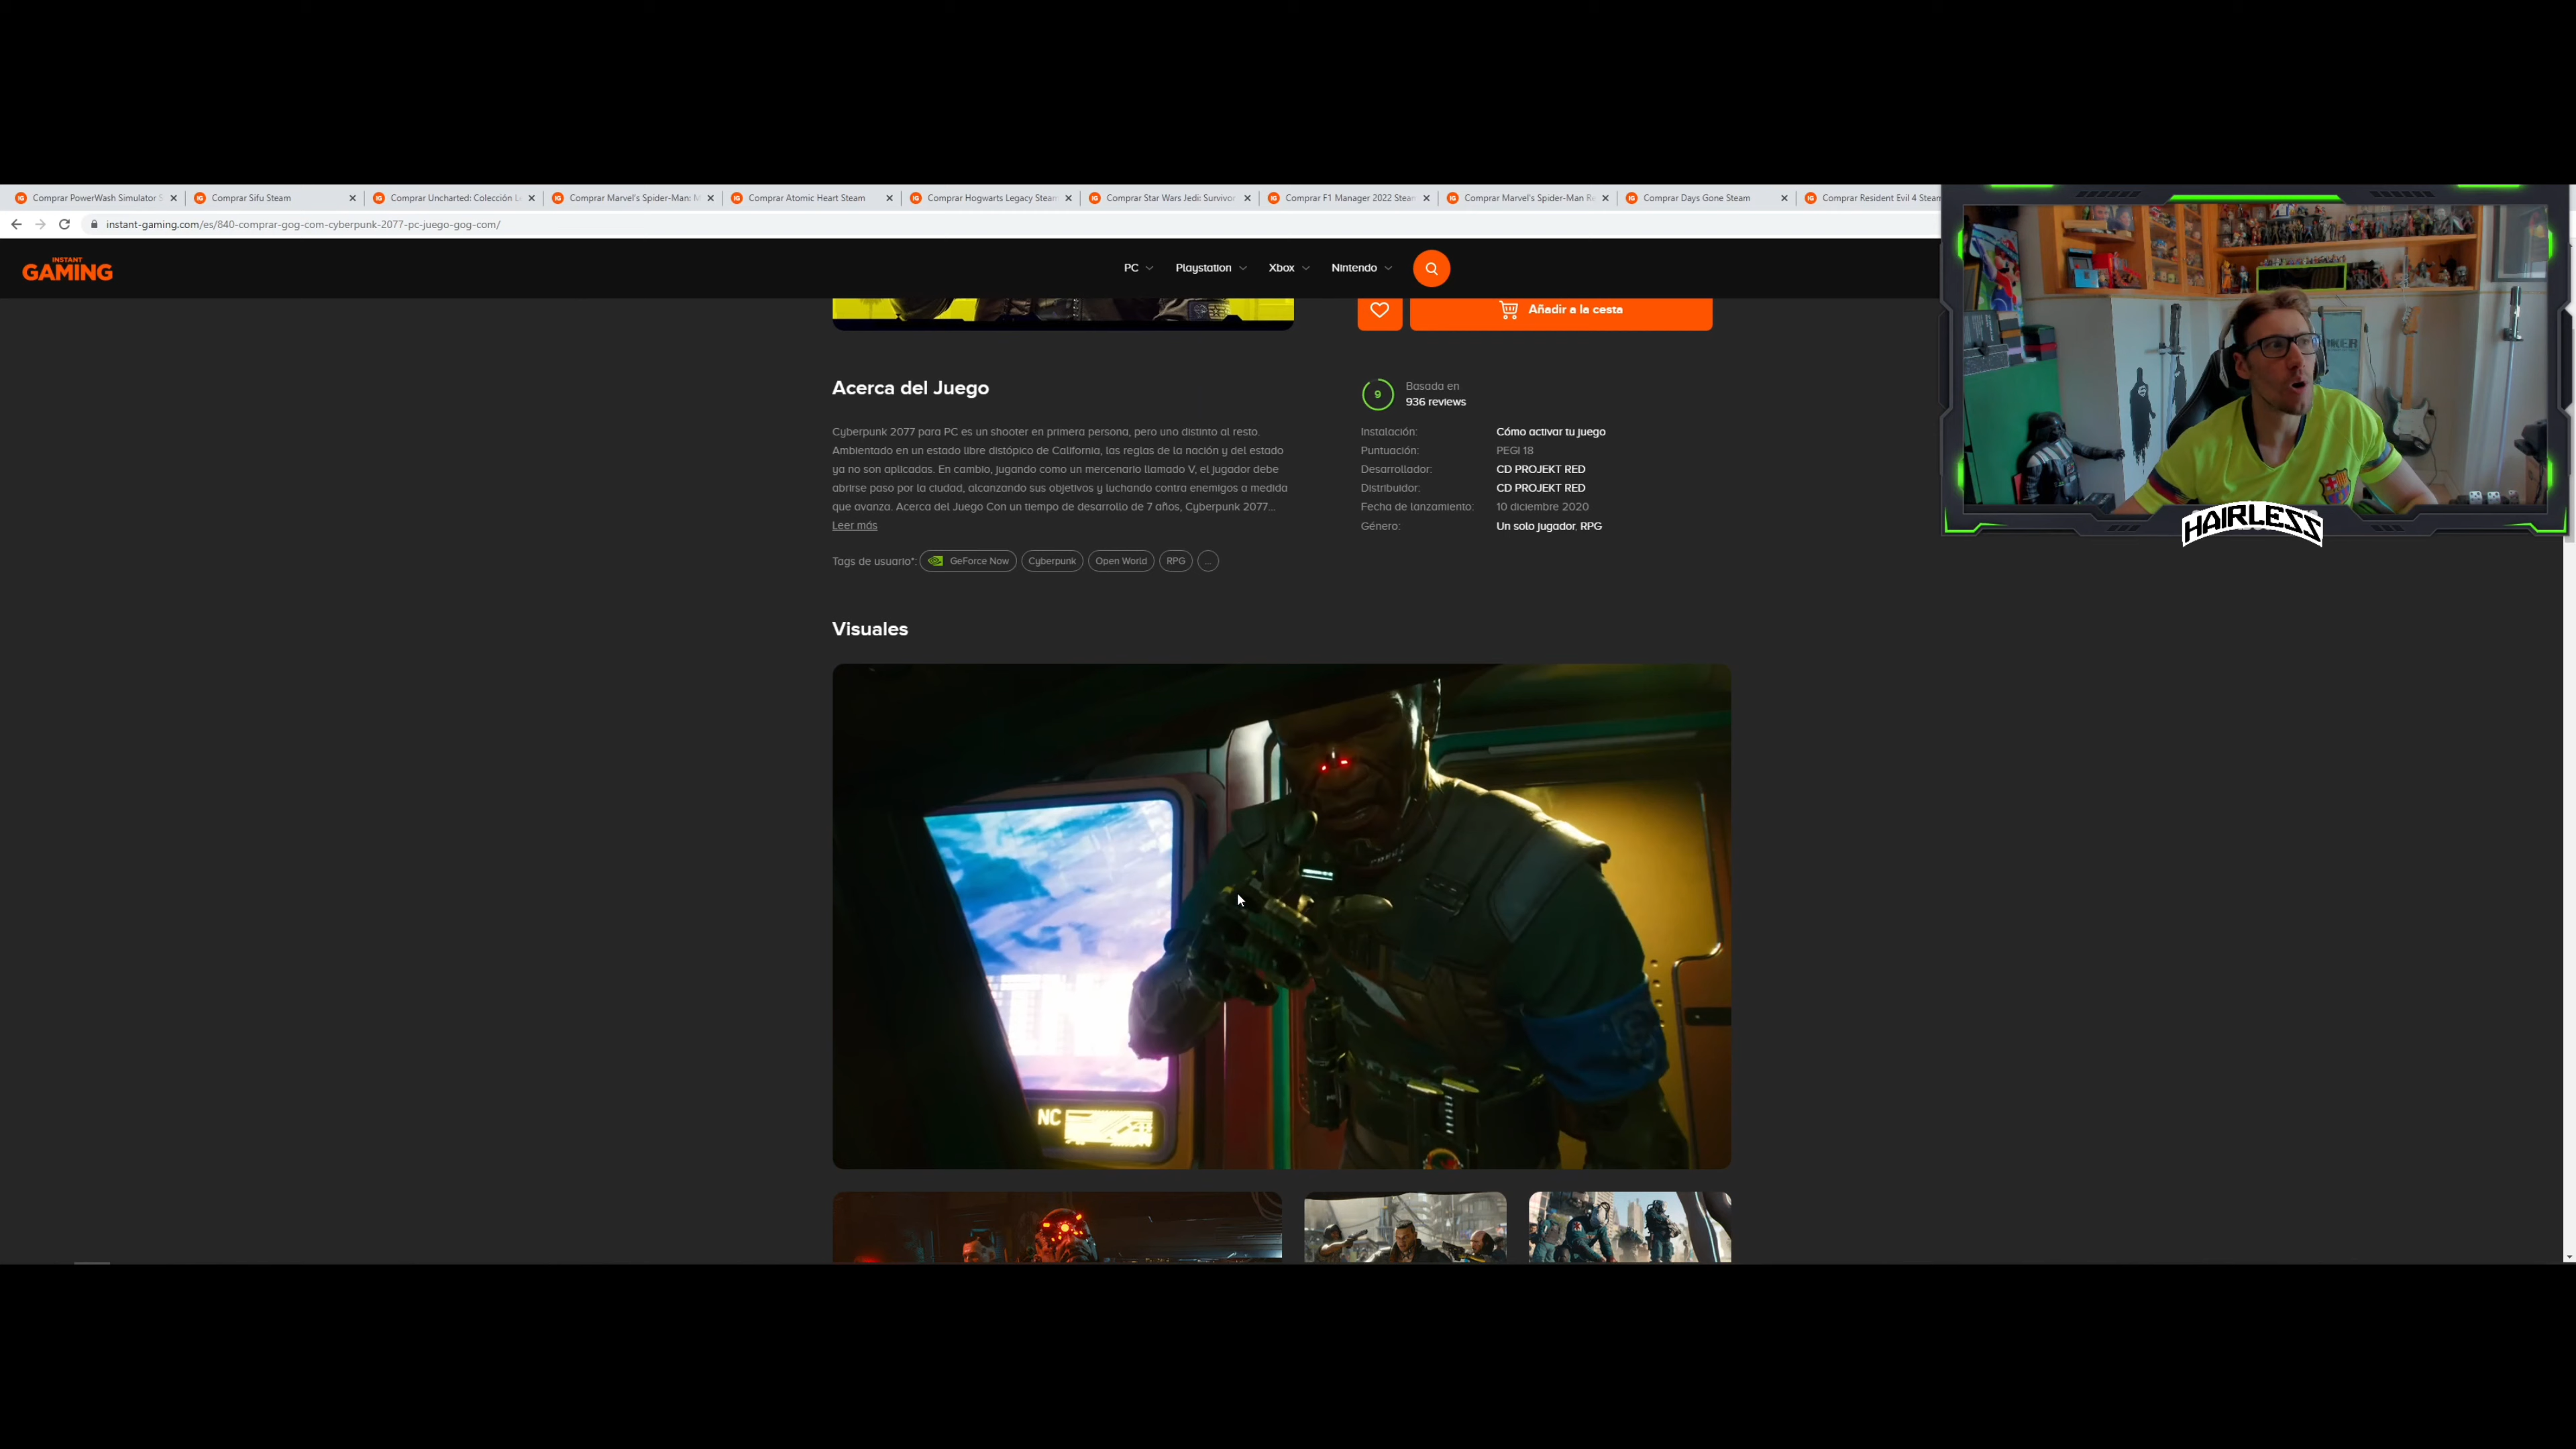 Comprar PowerWash Simulator S
Comprar Sifu Steam
Comprar Uncharted: Colección L
Comprar Marvel's Spider-Man: M
Comprar Atomic Heart Steam
Comprar Hogwarts Legacy Steam
Comprar Star Wars Jedi: Survivor
Comprar F1 Manager 2022 Steam
Comprar Marvel's Spider-Man Re
Comprar Days Gone Steam
Comprar Resident Evil 4 Steam
instant-gaming.com/es/840-comprar-gog-com-cyberpunk-2077-pc-juego-gog-com/
INSTANT
GAMING
PC
Playstation
Xbox
Nintendo
Añadir a la cesta
Acerca del Juego
Cyberpunk 2077 para PC es un shooter en primera persona, pero uno distinto al resto.
Ambientado en un estado libre distópico de California, las reglas de la nación y del estado
ya no son aplicadas. En cambio, jugando como un mercenario llamado V, el jugador debe
abrirse paso por la ciudad, alcanzando sus objetivos y luchando contra enemigos a medida
que avanza. Acerca del Juego Con un tiempo de desarrollo de 7 años, Cyberpunk 2077...
Leer más
Tags de usuario*:
GeForce Now
Cyberpunk
Open World
RPG
...
9
Basada en
936 reviews
Instalación: Cómo activar tu juego
Puntuación: PEGI 18
Desarrollador: CD PROJEKT RED
Distribuidor: CD PROJEKT RED
Fecha de lanzamiento: 10 diciembre 2020
Género: Un solo jugador, RPG
HAIRLESS
Visuales
NC